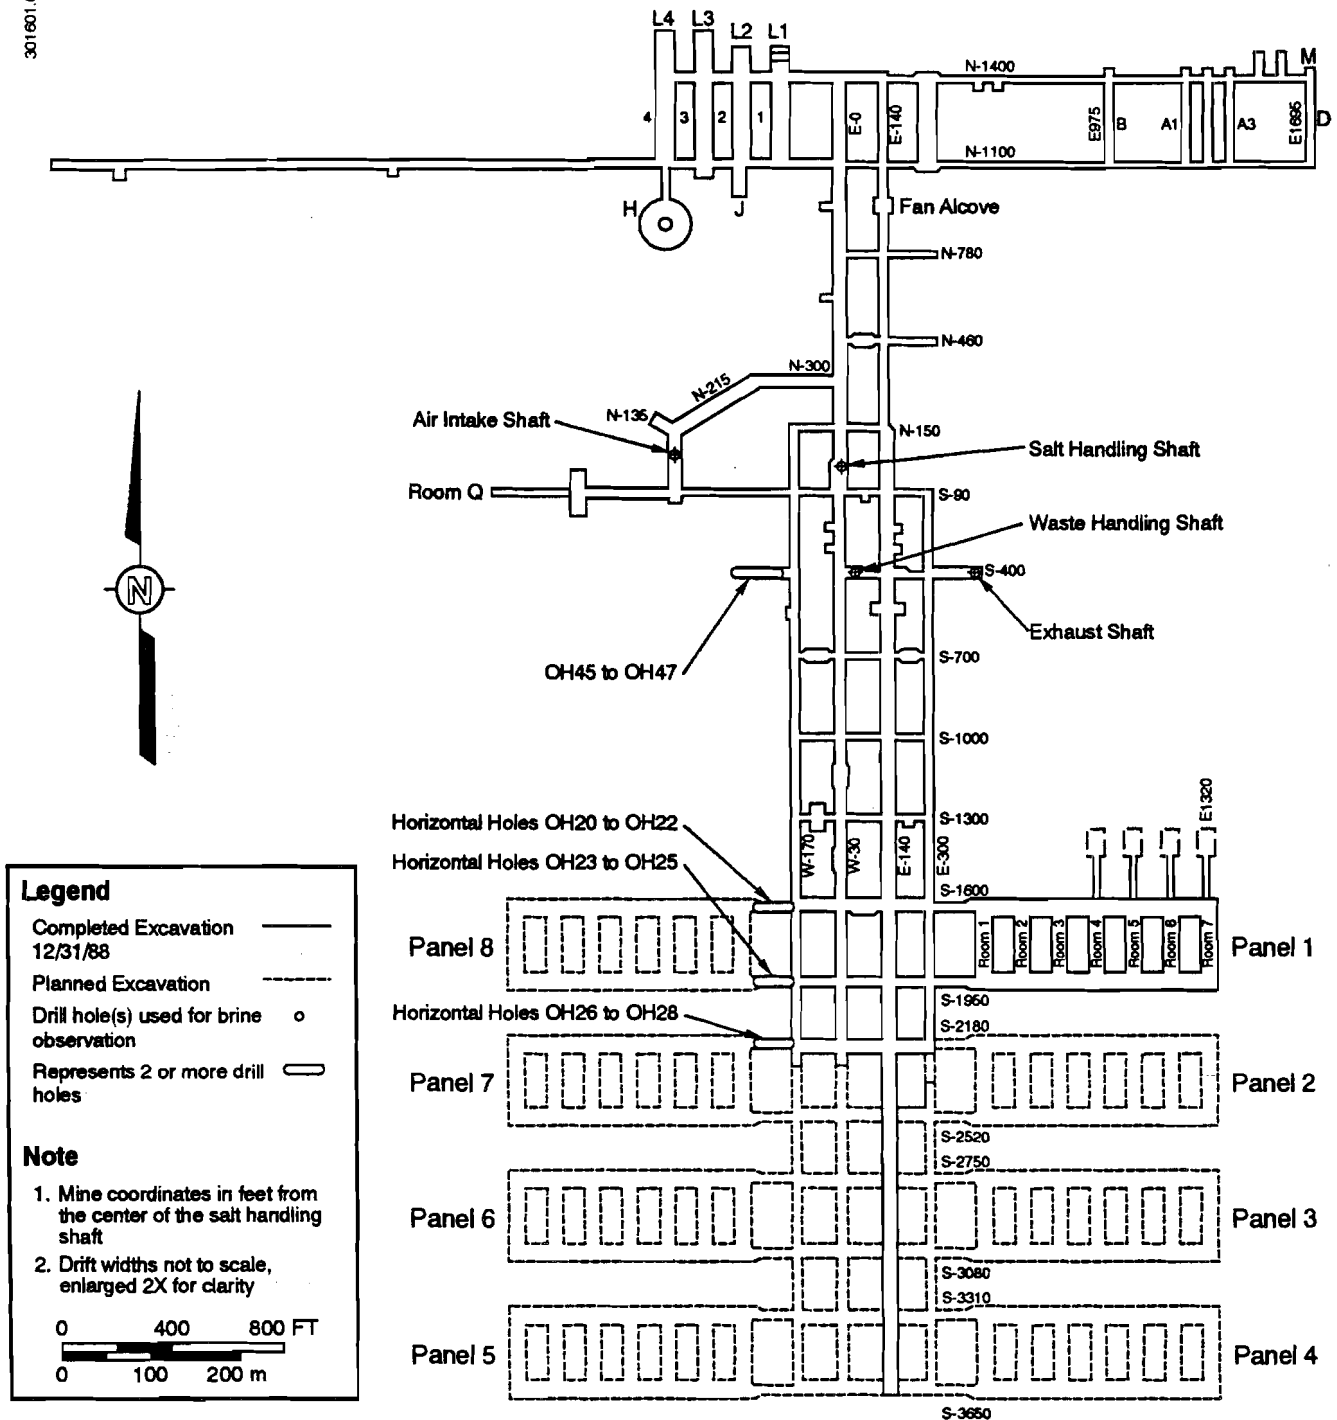 L4 L3 L2 L1
M
N-1400
4 3 2 1 E-0 E-140 E975 B A1 A3 E1695 D
N-1100
H J Fan Alcove
N-780
N-460
N-300
N-215
N-135
Air Intake Shaft
N-150
Salt Handling Shaft
Room Q
S-90
Waste Handling Shaft
N
S-400
Exhaust Shaft
S-700
OH45 to OH47
S-1000
E1320
Horizontal Holes OH20 to OH22
S-1300
Horizontal Holes OH23 to OH25
W-170 W-30 E-140 E-300
S-1600
Panel 8
Room 1 Room 2 Room 3 Room 4 Room 5 Room 6 Room 7
Panel 1
S-1950
Horizontal Holes OH26 to OH28
S-2180
Panel 7
Panel 2
S-2520
S-2750
Panel 6
Panel 3
S-3080
S-3310
Panel 5
Panel 4
S-3650
Legend
Completed Excavation
12/31/88
Planned Excavation
Drill hole(s) used for brine
observation
Represents 2 or more drill
holes
Note
1. Mine coordinates in feet from
the center of the salt handling
shaft
2. Drift widths not to scale,
enlarged 2X for clarity
0 400 800 FT
0 100 200 m